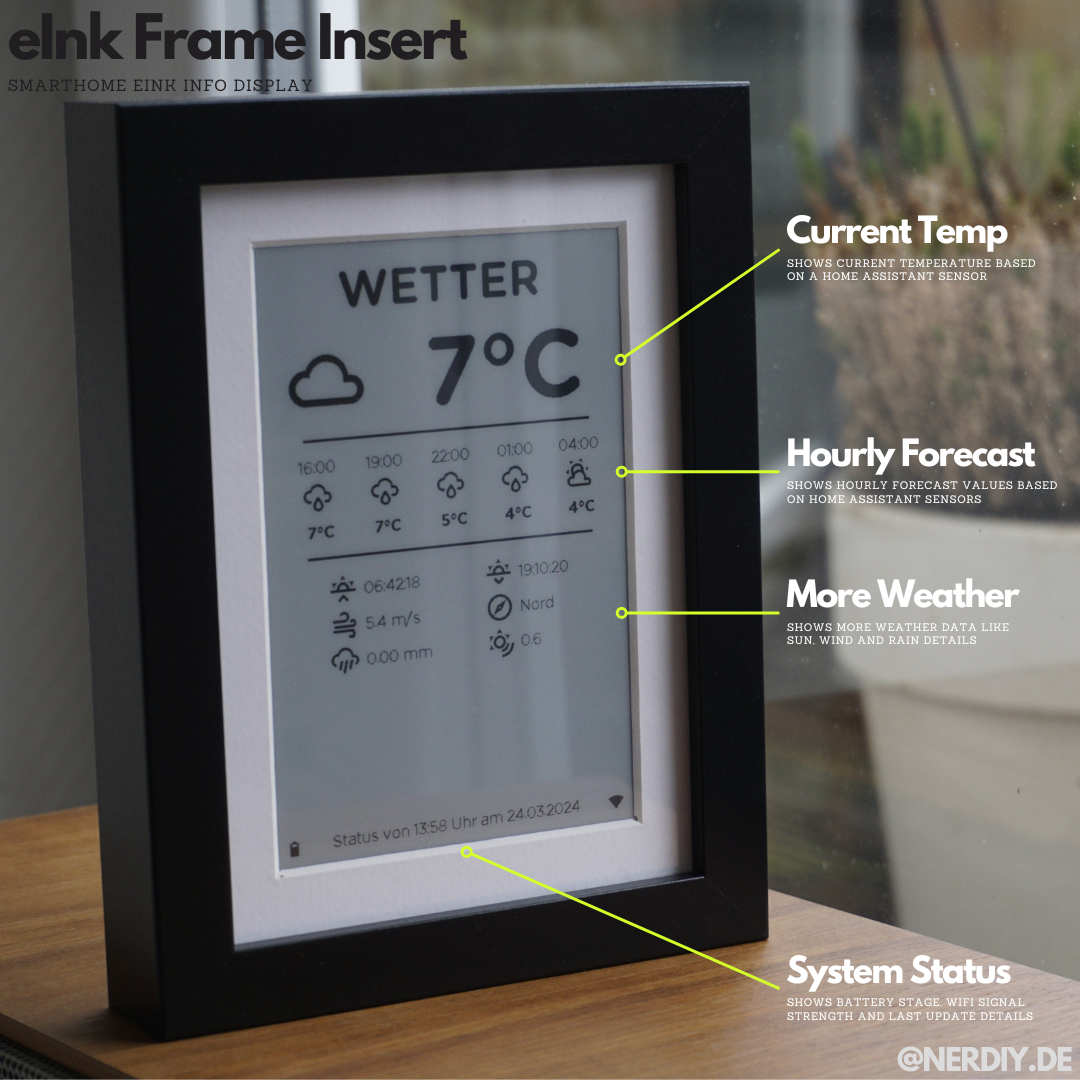 eInk Frame Insert
SMARTHOME EINK INFO DISPLAY
WETTER
7°C
16:00 19:00 22:00 01:00 04:00
7°C 7°C 5°C 4°C 4°C
06:42:18 19:10:20
5.4 m/s Nord
0.00 mm 0.6
Status von 13:58 Uhr am 24.03.2024
Current Temp
SHOWS CURRENT TEMPERATURE BASED
ON A HOME ASSISTANT SENSOR
Hourly Forecast
SHOWS HOURLY FORECAST VALUES BASED
ON HOME ASSISTANT SENSORS
More Weather
SHOWS MORE WEATHER DATA LIKE
SUN, WIND AND RAIN DETAILS
System Status
SHOWS BATTERY STAGE, WIFI SIGNAL
STRENGTH AND LAST UPDATE DETAILS
@NERDIY.DE